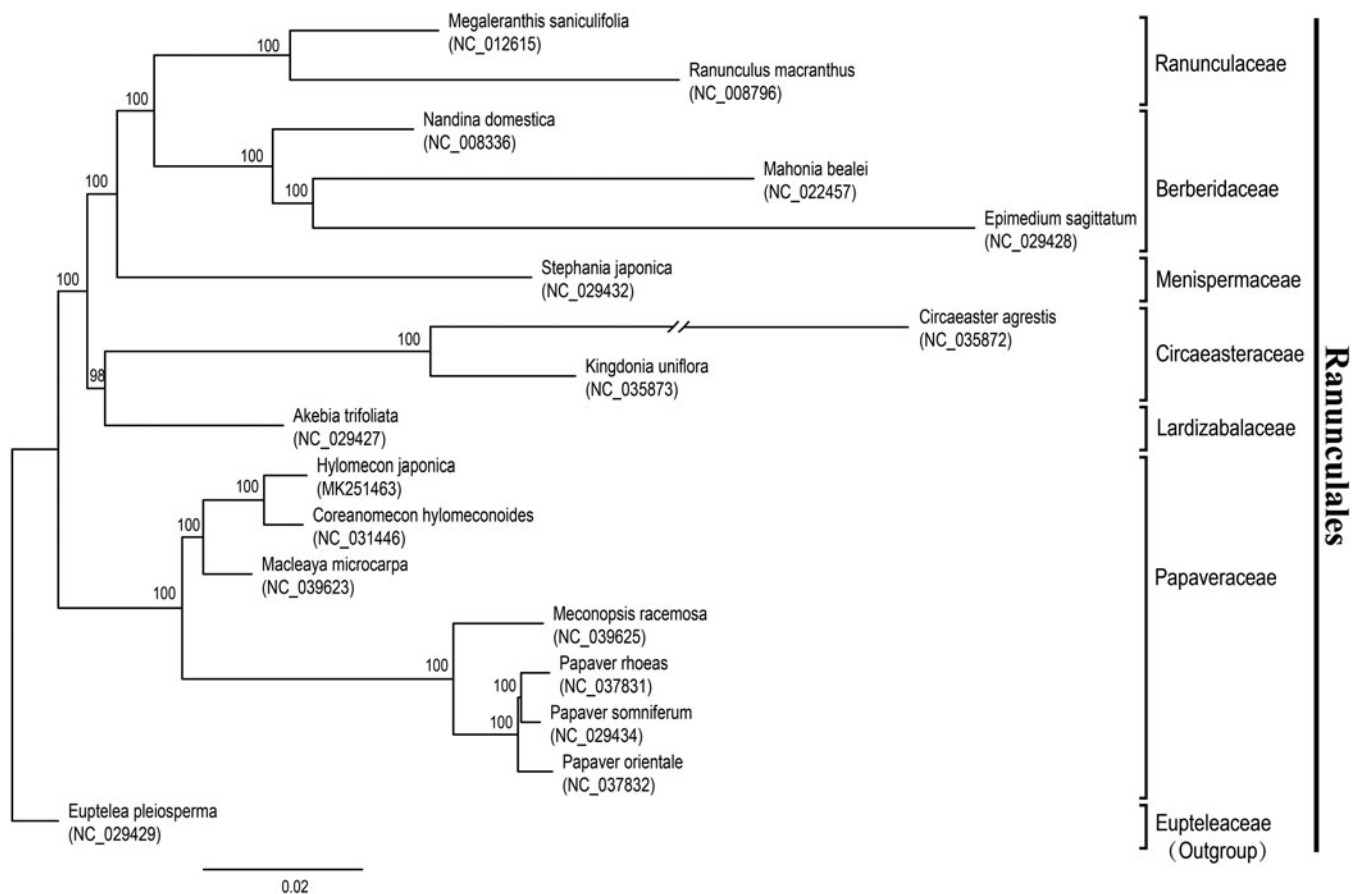 Megaleranthis saniculifolia
(NC_012615)
100
Ranunculus macranthus
(NC_008796)
Ranunculaceae
100
Nandina domestica
(NC_008336)
100
Mahonia bealei
(NC_022457)
100
Epimedium sagittatum
(NC_029428)
Berberidaceae
100
Stephania japonica
(NC_029432)
Menispermaceae
100
Circaeaster agrestis
(NC_035872)
100
Kingdonia uniflora
(NC_035873)
Circaeasteraceae
98
Akebia trifoliata
(NC_029427)
Lardizabalaceae
Hylomecon japonica
(MK251463)
100
Coreanomecon hylomeconoides
(NC_031446)
100
Macleaya microcarpa
(NC_039623)
100
Papaveraceae
Meconopsis racemosa
(NC_039625)
100
Papaver rhoeas
(NC_037831)
100
Papaver somniferum
(NC_029434)
100
Papaver orientale
(NC_037832)
Euptelea pleiosperma
(NC_029429)
Eupteleaceae
(Outgroup)
Ranunculales
0.02